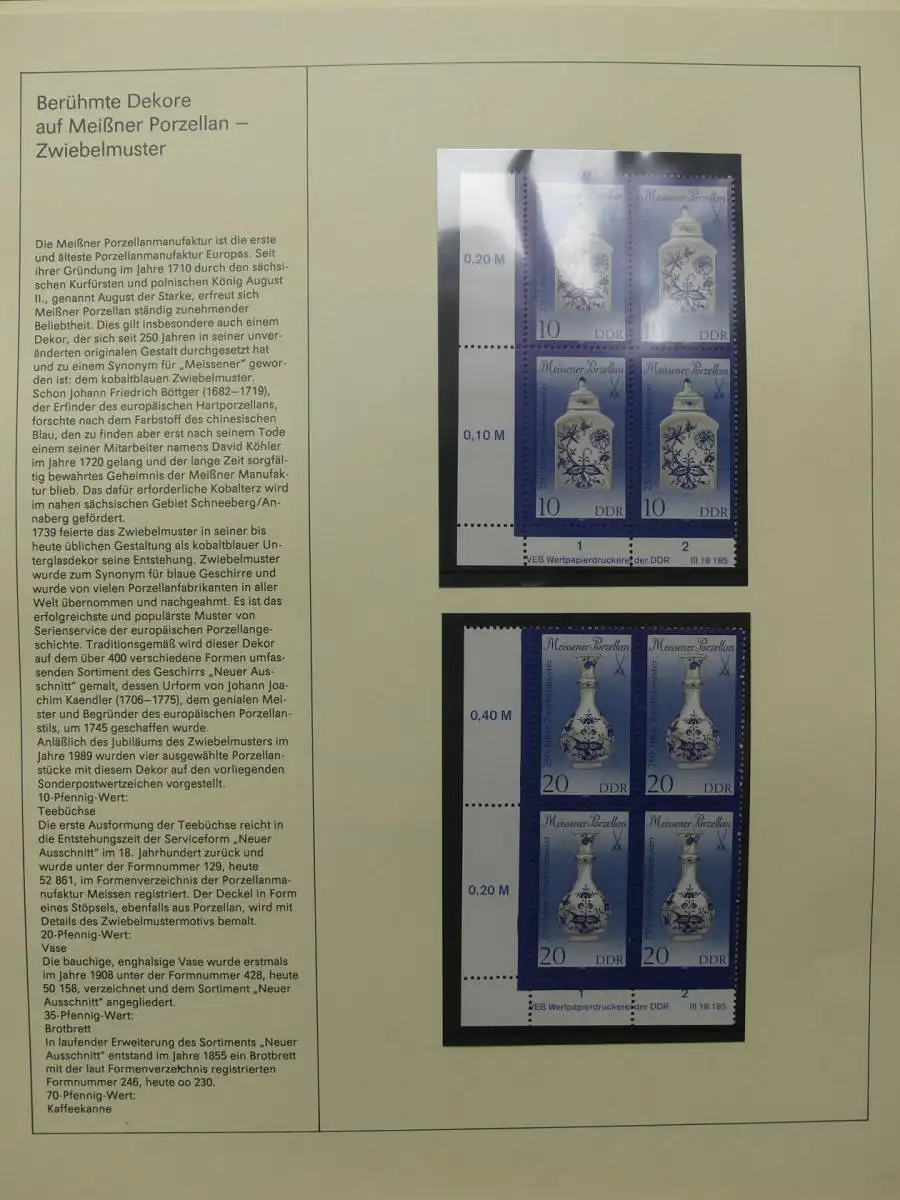 Berühmte Dekore
auf Meißner Porzellan –
Zwiebelmuster
Die Meißner Porzellanmanufaktur ist die erste
und älteste Porzellanmanufaktur Europas. Seit
ihrer Gründung im Jahre 1710 durch den sächsi-
schen Kurfürsten und polnischen König August
II., genannt August der Starke, erfreut sich
Meißner Porzellan ständig zunehmender
Beliebtheit. Dies gilt insbesondere auch einem
Dekor, der sich seit 250 Jahren in seiner unver-
änderten originalen Gestalt durchgesetzt hat
und zu einem Synonym für „Meissener“ gewor-
den ist: dem kobaltblauen Zwiebelmuster.
Schon Johann Friedrich Böttger (1682–1719),
der Erfinder des europäischen Hartporzellans,
forschte nach dem Farbstoff des chinesischen
Blau, den zu finden aber erst nach seinem Tode
einem seiner Mitarbeiter namens David Köhler
im Jahre 1720 gelang und der lange Zeit sorgfäl-
tig bewahrtes Geheimnis der Meißner Manufak-
tur blieb. Das dafür erforderliche Kobalterz wird
im nahen sächsischen Gebiet Schneeberg/An-
naberg gefördert.
1739 feierte das Zwiebelmuster in seiner bis
heute üblichen Gestaltung als kobaltblauer Un-
terglasdekor seine Entstehung. Zwiebelmuster
wurde zum Synonym für blaue Geschirre und
wurde von vielen Porzellanfabrikanten in aller
Welt übernommen und nachgeahmt. Es ist das
erfolgreichste und populärste Muster von
Serienservice der europäischen Porzellange-
schichte. Traditionsgemäß wird dieser Dekor
auf dem über 400 verschiedene Formen umfas-
senden Sortiment des Geschirrs „Neuer Aus-
schnitt“ gemalt, dessen Urform von Johann Joa-
chim Kaendler (1706–1775), dem genialen Mei-
ster und Begründer des europäischen Porzellan-
stils, um 1745 geschaffen wurde.
Anläßlich des Jubiläums des Zwiebelmusters im
Jahre 1989 wurden vier ausgewählte Porzellan-
stücke mit diesem Dekor auf den vorliegenden
Sonderpostwertzeichen vorgestellt.
10-Pfennig-Wert:
Teebüchse
Die erste Ausformung der Teebüchse reicht in
die Entstehungszeit der Serviceform „Neuer
Ausschnitt“ im 18. Jahrhundert zurück und
wurde unter der Formnummer 129, heute
52 861, im Formenverzeichnis der Porzellanma-
nufaktur Meissen registriert. Der Deckel in Form
eines Stöpsels, ebenfalls aus Porzellan, wird mit
Details des Zwiebelmustermotivs bemalt.
20-Pfennig-Wert:
Vase
Die bauchige, enghalsige Vase wurde erstmals
im Jahre 1908 unter der Formnummer 428, heute
50 158, verzeichnet und dem Sortiment „Neuer
Ausschnitt“ angegliedert.
35-Pfennig-Wert:
Brotbrett
In laufender Erweiterung des Sortiments „Neuer
Ausschnitt“ entstand im Jahre 1855 ein Brotbrett
mit der laut Formenverzeichnis registrierten
Formnummer 246, heute oo 230.
70-Pfennig-Wert:
Kaffeekanne
Meissener Porzellan
0,20 M
10 DDR
10 DDR
Meissener Porzellan
Meissener Porzellan
250 Jahre Zwiebelmuster
250 Jahre Zwiebelmuster
0,10 M
10 DDR
10 DDR
1
2
VEB Wertpapierdruckerei der DDR
III 18 185
Meissener Porzellan
Meissener Porzellan
250 Jahre Zwiebelmuster
250 Jahre Zwiebelmuster
0,40 M
20 DDR
20 DDR
Meissener Porzellan
Meissener Porzellan
250 Jahre Zwiebelmuster
250 Jahre Zwiebelmuster
0,20 M
20 DDR
20 DDR
1
2
VEB Wertpapierdruckerei der DDR
III 18 185